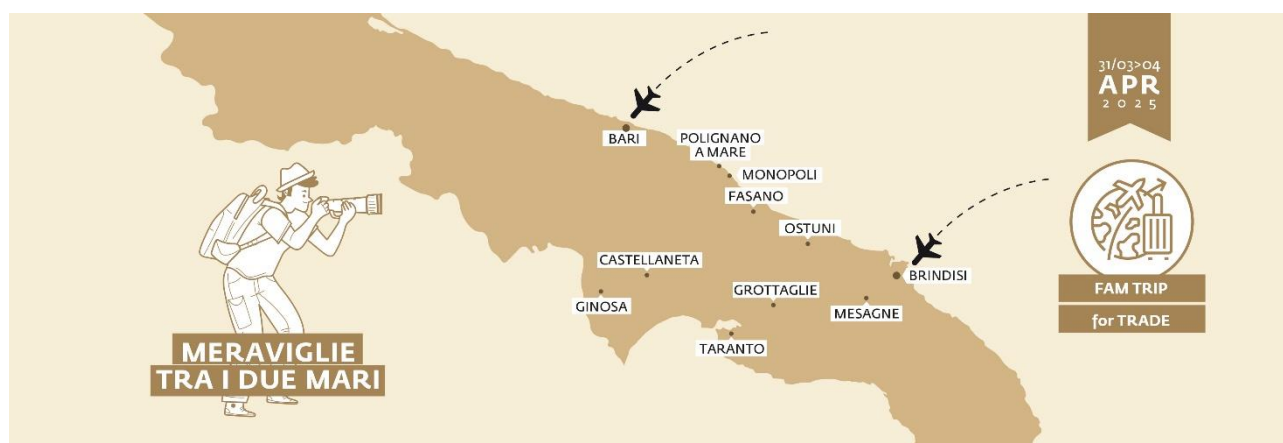 31/03>04
APR
2025
BARI
POLIGNANO
A MARE
MONOPOLI
FASANO
OSTUNI
BRINDISI
CASTELLANETA
GINOSA
GROTTAGLIE
MESAGNE
TARANTO
MERAVIGLIE
TRA I DUE MARI
FAM TRIP
for TRADE